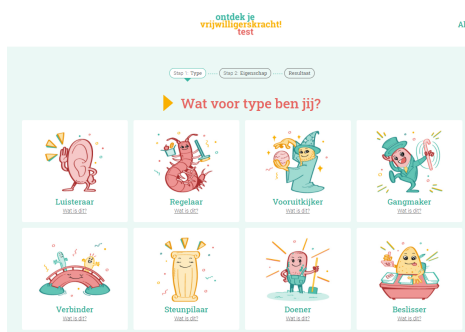 ontdek je
vrijwilligerskracht!
test
Stap 1: Type
Stap 2: Eigenschap
Resultaat
Wat voor type ben jij?
Luisteraar
Wat is dit?
Regelaar
Wat is dit?
Vooruitkijker
Wat is dit?
Gangmaker
Wat is dit?
Verbinder
Wat is dit?
Steunpilaar
Wat is dit?
Doener
Wat is dit?
Beslisser
Wat is dit?